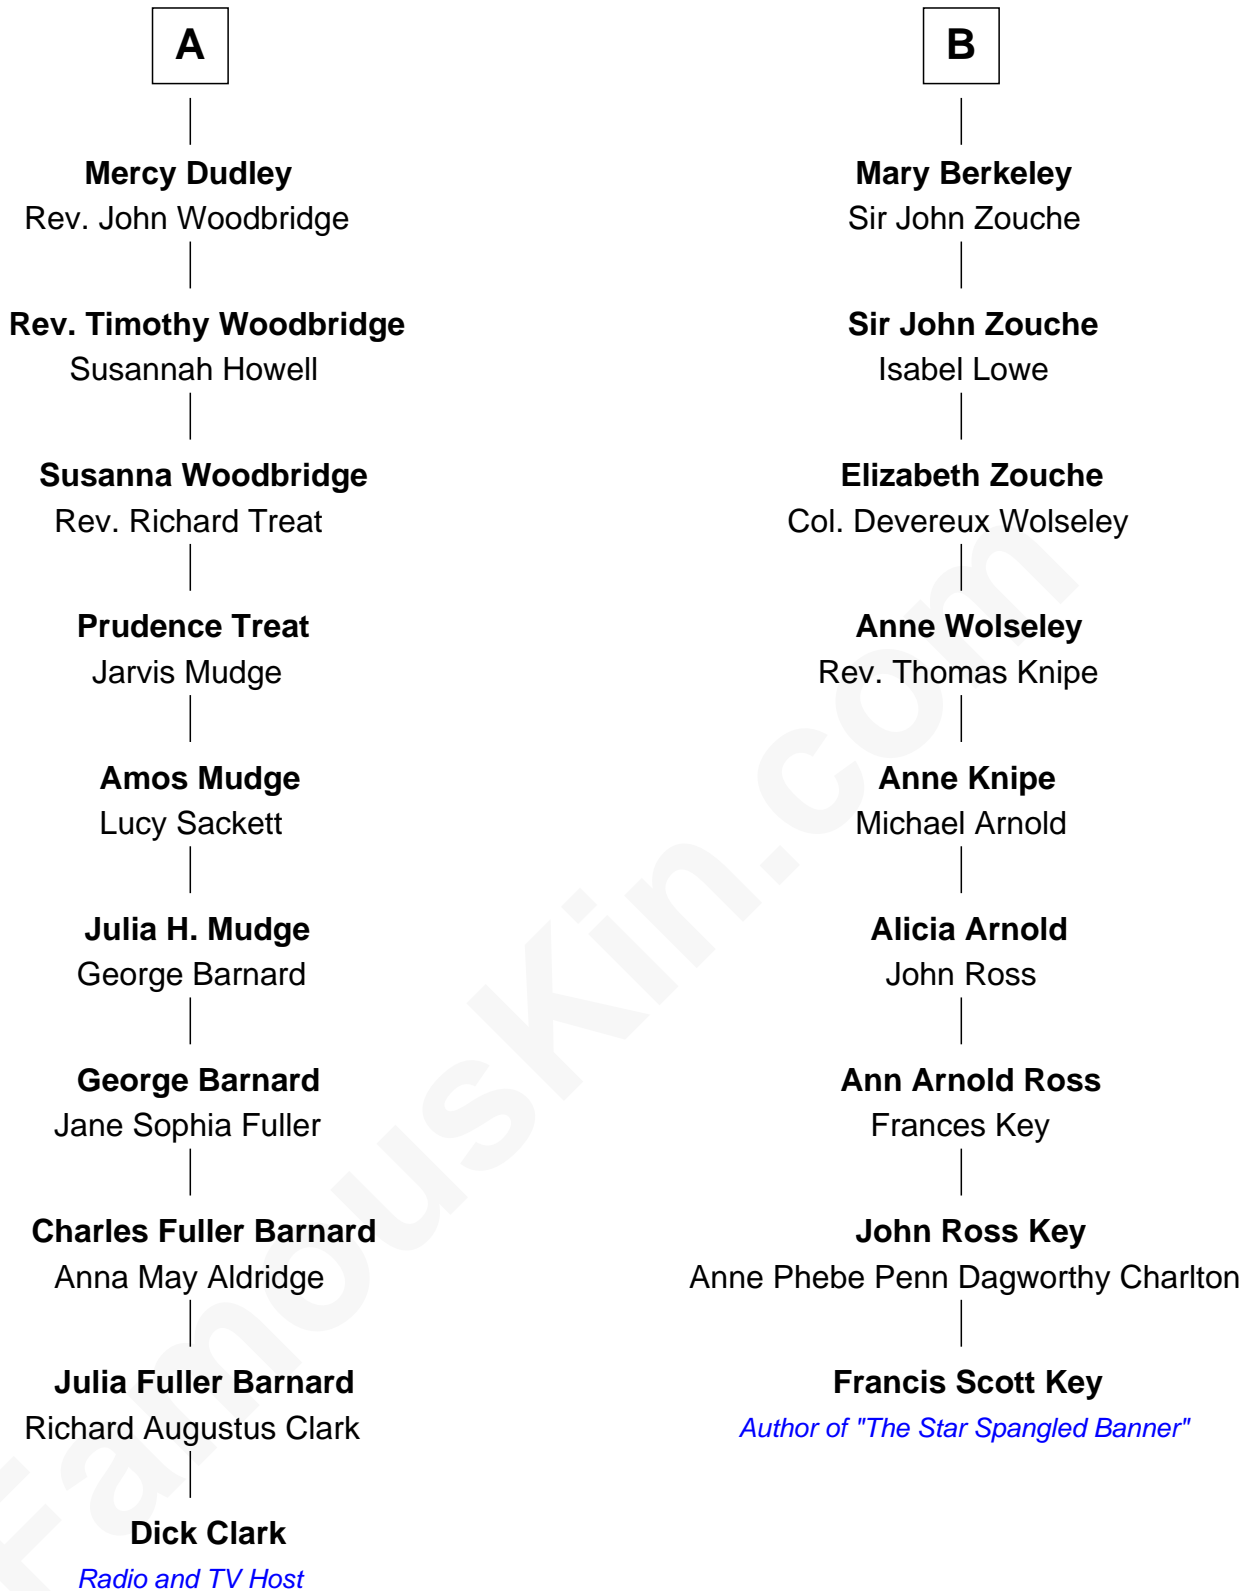 A
Mercy Dudley
Rev. John Woodbridge
Rev. Timothy Woodbridge
Susannah Howell
Susanna Woodbridge
Rev. Richard Treat
Prudence Treat
Jarvis Mudge
Amos Mudge
Lucy Sackett
Julia H. Mudge
George Barnard
George Barnard
Jane Sophia Fuller
Charles Fuller Barnard
Anna May Aldridge
Julia Fuller Barnard
Richard Augustus Clark
Dick Clark
Radio and TV Host
B
Mary Berkeley
Sir John Zouche
Sir John Zouche
Isabel Lowe
Elizabeth Zouche
Col. Devereux Wolseley
Anne Wolseley
Rev. Thomas Knipe
Anne Knipe
Michael Arnold
Alicia Arnold
John Ross
Ann Arnold Ross
Frances Key
John Ross Key
Anne Phebe Penn Dagworthy Charlton
Francis Scott Key
Author of "The Star Spangled Banner"
FamousKin.com